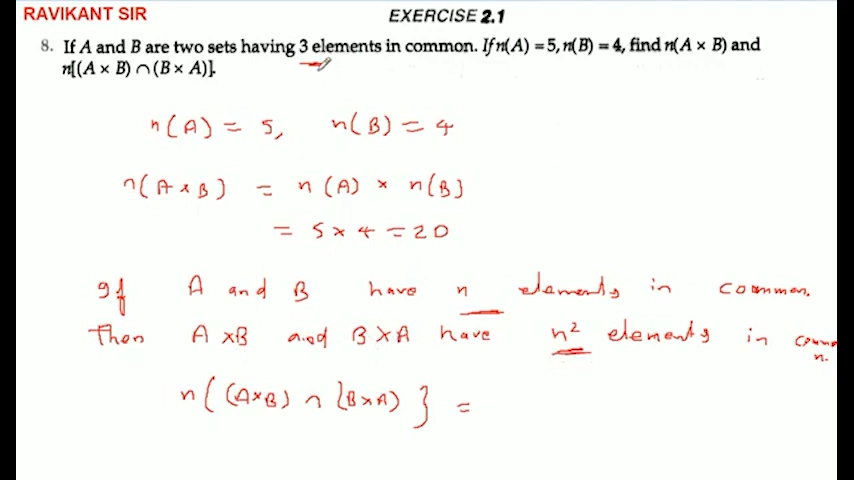 RAVIKANT SIR
EXERCISE 2.1
8. If A and B are two sets having 3 elements in common. If n(A) = 5, n(B) = 4, find n(A × B) and
n[(A × B) ∩ (B × A)].
n(A) = 5, n(B) = 4
n(A × B) = n(A) × n(B)
= 5 × 4 = 20
If A and B have n elements in common.
Then A×B and B×A have n² elements in common.
n((A×B) ∩ (B×A)} =